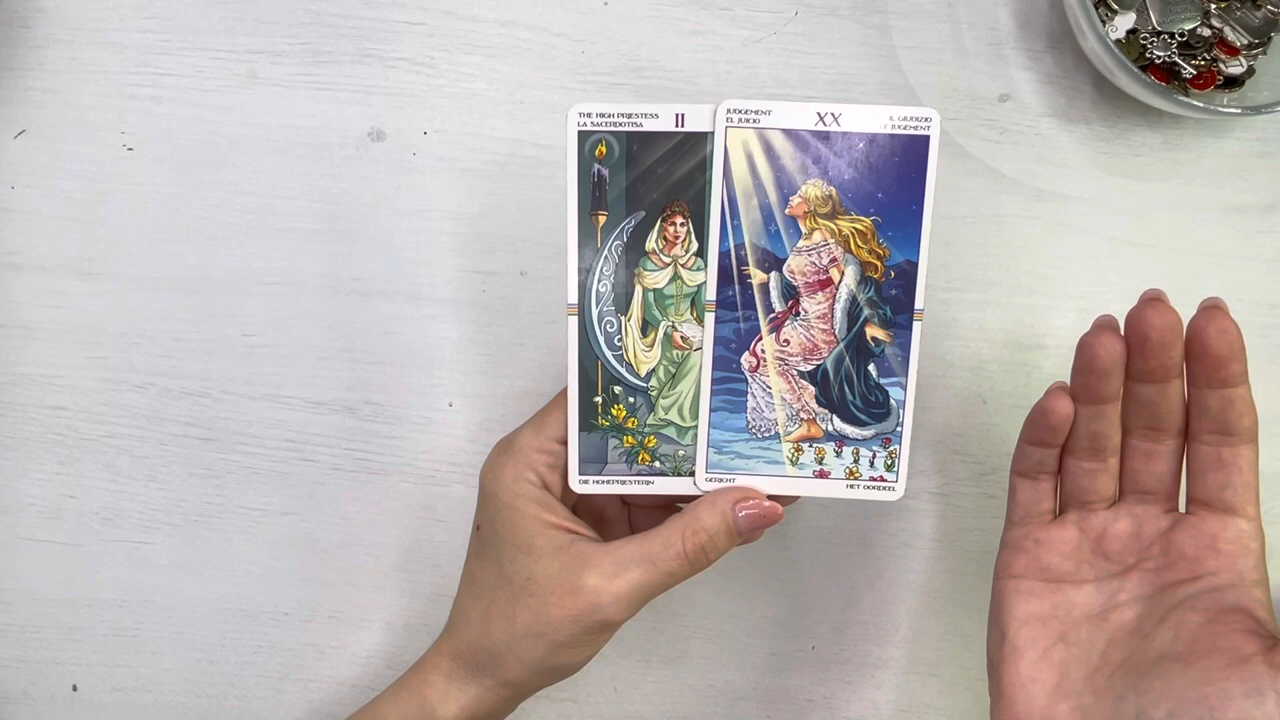 THE HIGH PRIESTESS
LA SACERDOTISA
II
DIE HOHEPRIESTERIN
JUDGEMENT
EL JUICIO
XX
IL GIUDIZIO
LE JUGEMENT
GERICHT
HET OORDEEL